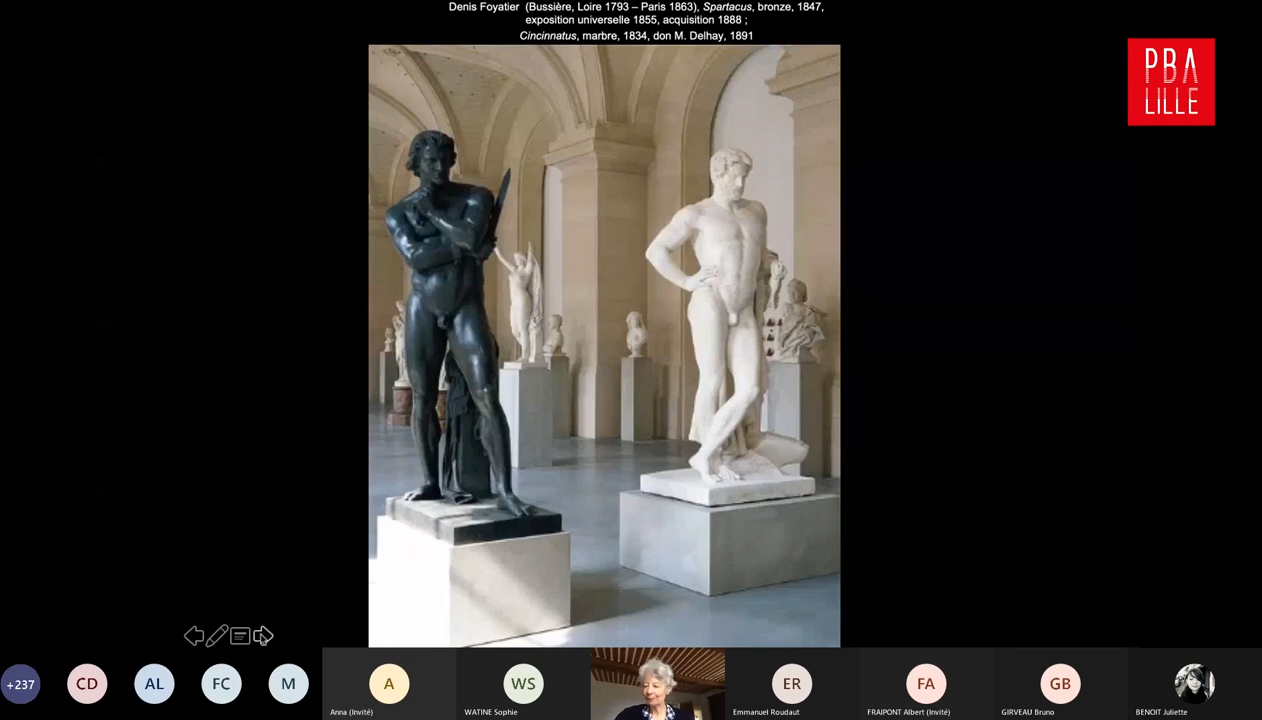 Denis Foyatier (Bussière, Loire 1793 – Paris 1863), Spartacus, bronze, 1847,
exposition universelle 1855, acquisition 1888 ;
Cincinnatus, marbre, 1834, don M. Delhay, 1891
PBA
LILLE
+237
CD
AL
FC
M
A
WS
ER
FA
GB
Anna (Invité)
WATINE Sophie
Emmanuel Roudaut
FRAIPONT Albert (Invité)
GIRVEAU Bruno
BENOIT Juliette